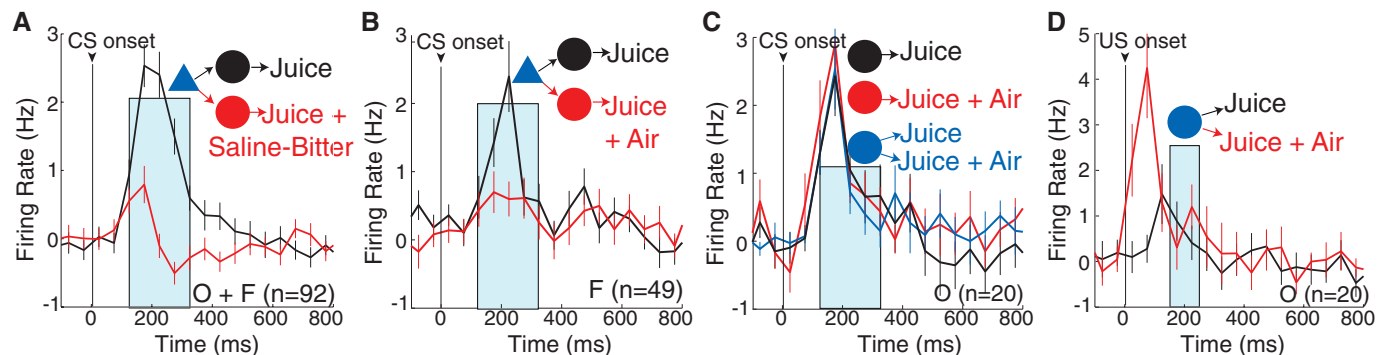 A
CS onset
3
2
1
0
-1
Firing Rate (Hz)
Juice
Juice +
Saline-Bitter
O + F (n=92)
0 200 400 600 800
Time (ms)
B
CS onset
3
2
1
0
-1
Firing Rate (Hz)
Juice
Juice
+ Air
F (n=49)
0 200 400 600 800
Time (ms)
C
CS onset
3
2
1
0
-1
Firing Rate (Hz)
Juice
Juice + Air
Juice
Juice + Air
O (n=20)
0 200 400 600 800
Time (ms)
D
US onset
5
4
3
2
1
0
-1
Firing Rate (Hz)
Juice
Juice + Air
O (n=20)
0 200 400 600 800
Time (ms)